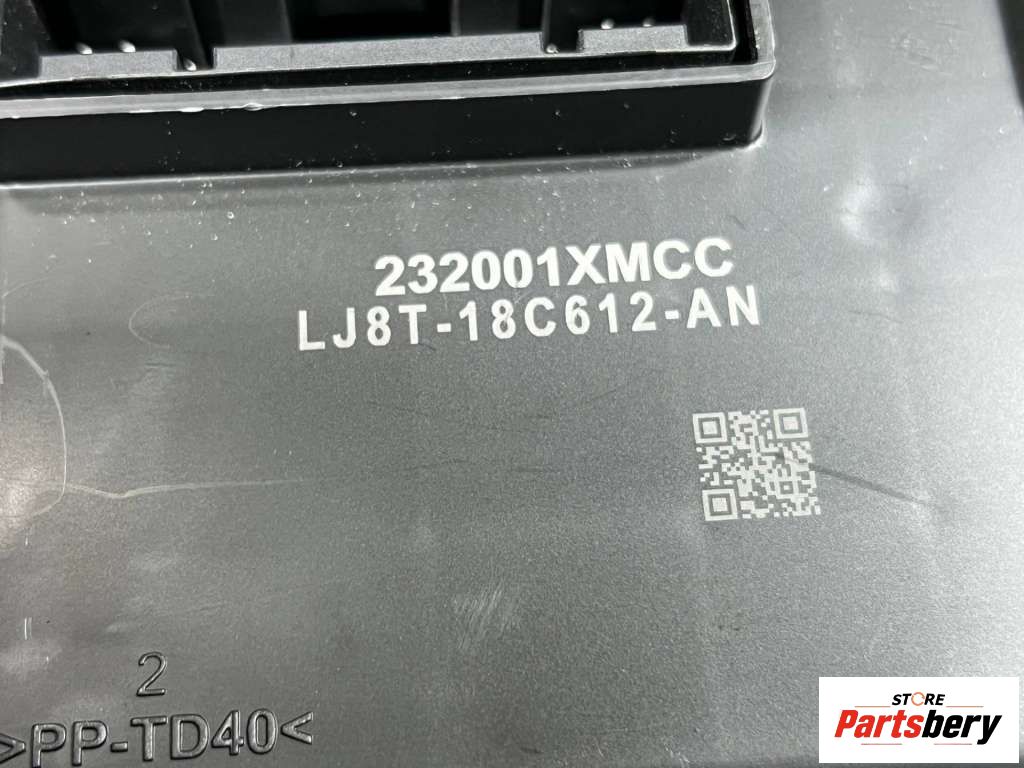 232001XMCC
LJ8T-18C612-AN
2
>PP-TD40<
STORE
Partsbery